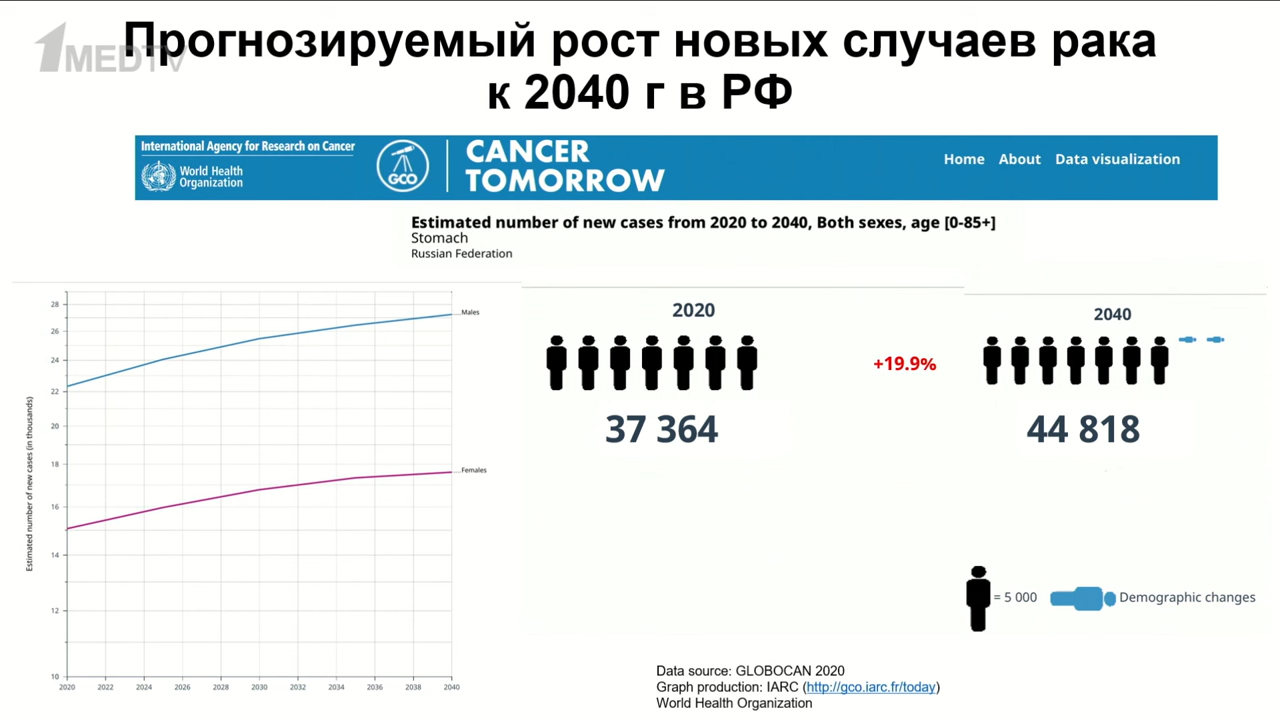 1MEDTV
Прогнозируемый рост новых случаев рака
к 2040 г в РФ
International Agency for Research on Cancer
World Health
Organization
GCO
CANCER
TOMORROW
Home About Data visualization
Estimated number of new cases from 2020 to 2040, Both sexes, age [0-85+]
Stomach
Russian Federation
Estimated number of new cases (in thousands)
28
26
24
22
20
18
16
14
12
10
2020 2022 2024 2026 2028 2030 2032 2034 2036 2038 2040
Males
Females
2020
37 364
+19.9%
2040
44 818
= 5 000
Demographic changes
Data source: GLOBOCAN 2020
Graph production: IARC (http://gco.iarc.fr/today)
World Health Organization